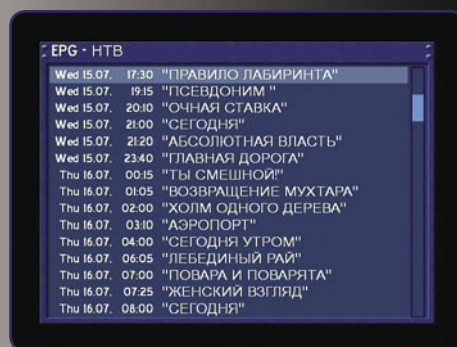 EPG - НТВ
Wed 15.07. 17:30 "ПРАВИЛО ЛАБИРИНТА"
Wed 15.07. 19:15 "ПСЕВДОНИМ "
Wed 15.07. 20:10 "ОЧНАЯ СТАВКА"
Wed 15.07. 21:00 "СЕГОДНЯ"
Wed 15.07. 21:20 "АБСОЛЮТНАЯ ВЛАСТЬ"
Wed 15.07. 23:40 "ГЛАВНАЯ ДОРОГА"
Thu 16.07. 00:15 "ТЫ СМЕШНОЙ!"
Thu 16.07. 01:05 "ВОЗВРАЩЕНИЕ МУХТАРА"
Thu 16.07. 02:00 "ХОЛМ ОДНОГО ДЕРЕВА"
Thu 16.07. 03:10 "АЭРОПОРТ"
Thu 16.07. 04:00 "СЕГОДНЯ УТРОМ"
Thu 16.07. 06:05 "ЛЕБЕДИНЫЙ РАЙ"
Thu 16.07. 07:00 "ПОВАРА И ПОВАРЯТА"
Thu 16.07. 07:25 "ЖЕНСКИЙ ВЗГЛЯД"
Thu 16.07. 08:00 "СЕГОДНЯ"